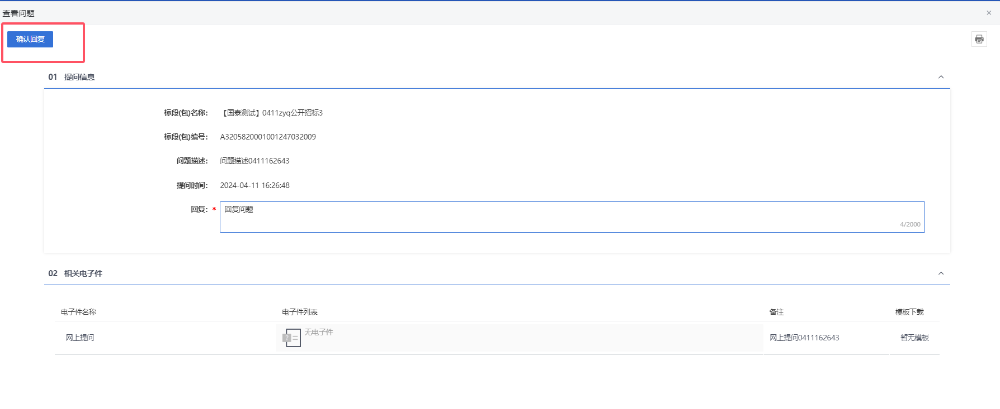 查看问题
确认回复
01 提问信息
标段(包)名称： 【国泰测试】0411zyq公开招标3
标段(包)编号： A3205820001001247032009
问题描述： 问题描述0411162643
提问时间： 2024-04-11 16:26:48
回复： * 回复问题
4/2000
02 相关电子件
电子件名称 电子件列表 备注 模板下载
网上提问 无电子件 网上提问0411162643 暂无模板